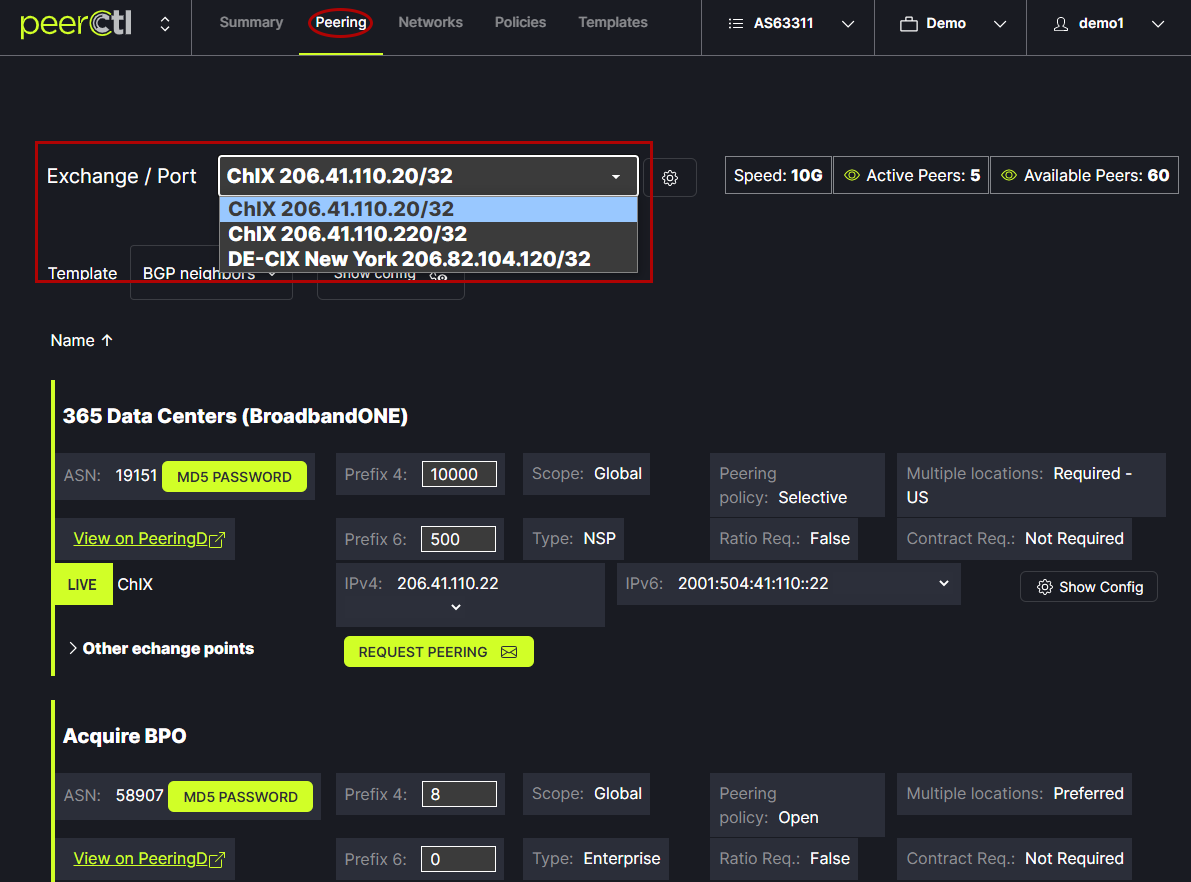 peerCtl
Summary Peering Networks Policies Templates AS63311 Demo demo1
Exchange / Port ChIX 206.41.110.20/32 Speed: 10G Active Peers: 5 Available Peers: 60
ChIX 206.41.110.20/32
ChIX 206.41.110.220/32
DE-CIX New York 206.82.104.120/32
Template BGP neighbors Show config
Name ↑
365 Data Centers (BroadbandONE)
ASN: 19151 MD5 PASSWORD Prefix 4: 10000 Scope: Global Peering policy: Selective Multiple locations: Required - US
View on PeeringD Prefix 6: 500 Type: NSP Ratio Req.: False Contract Req.: Not Required
LIVE ChIX IPv4: 206.41.110.22 IPv6: 2001:504:41:110::22 Show Config
Other echange points REQUEST PEERING
Acquire BPO
ASN: 58907 MD5 PASSWORD Prefix 4: 8 Scope: Global Peering policy: Open Multiple locations: Preferred
View on PeeringD Prefix 6: 0 Type: Enterprise Ratio Req.: False Contract Req.: Not Required